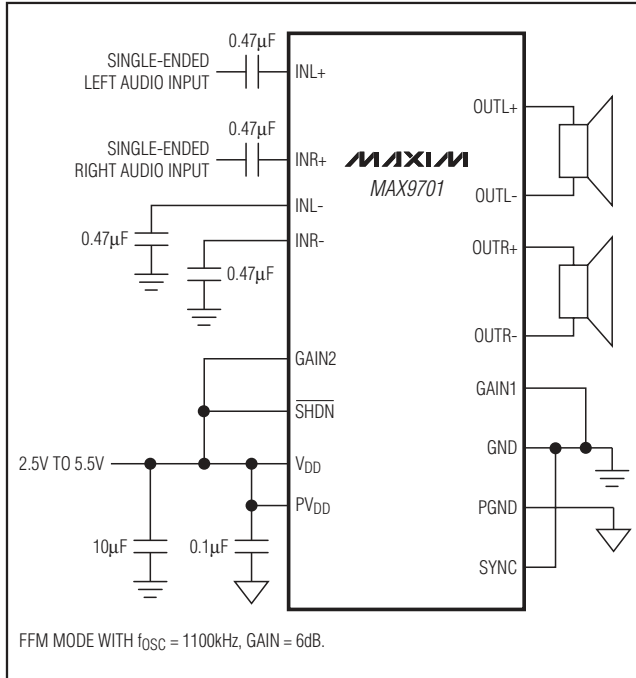 0.47µF
SINGLE-ENDED
LEFT AUDIO INPUT
INL+
OUTL+
0.47µF
SINGLE-ENDED
RIGHT AUDIO INPUT
INR+
MAXIM
MAX9701
INL-
OUTL-
0.47µF
INR-
OUTR+
0.47µF
OUTR-
GAIN2
GAIN1
SHDN
GND
2.5V TO 5.5V
VDD
PVDD
PGND
10µF
0.1µF
SYNC
FFM MODE WITH fOSC = 1100kHz, GAIN = 6dB.